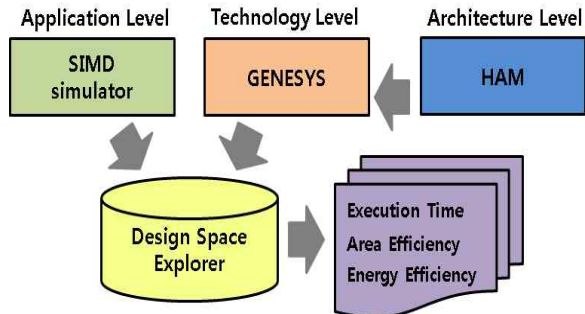 Application Level
Technology Level
Architecture Level
SIMD
simulator
GENESYS
HAM
Design Space
Explorer
Execution Time
Area Efficiency
Energy Efficiency